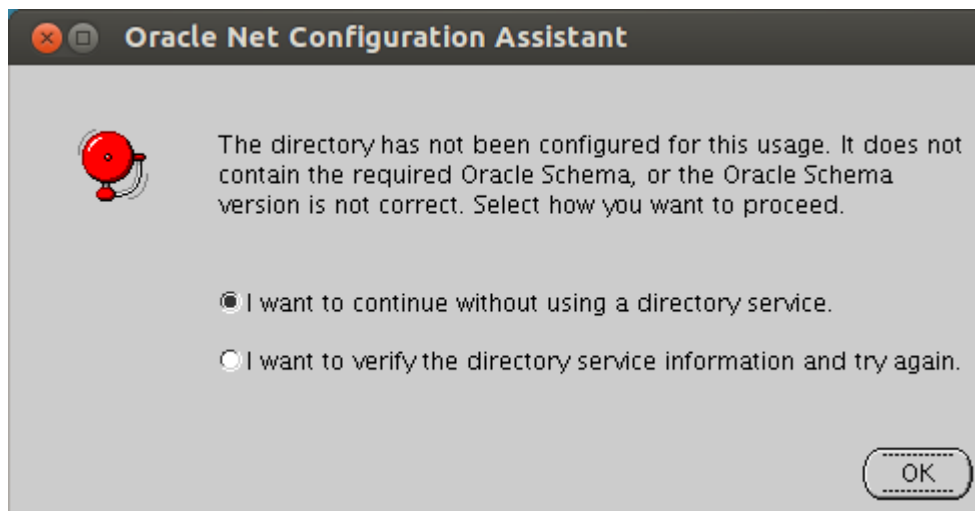 Oracle Net Configuration Assistant
The directory has not been configured for this usage. It does not
contain the required Oracle Schema, or the Oracle Schema
version is not correct. Select how you want to proceed.
I want to continue without using a directory service.
I want to verify the directory service information and try again.
OK